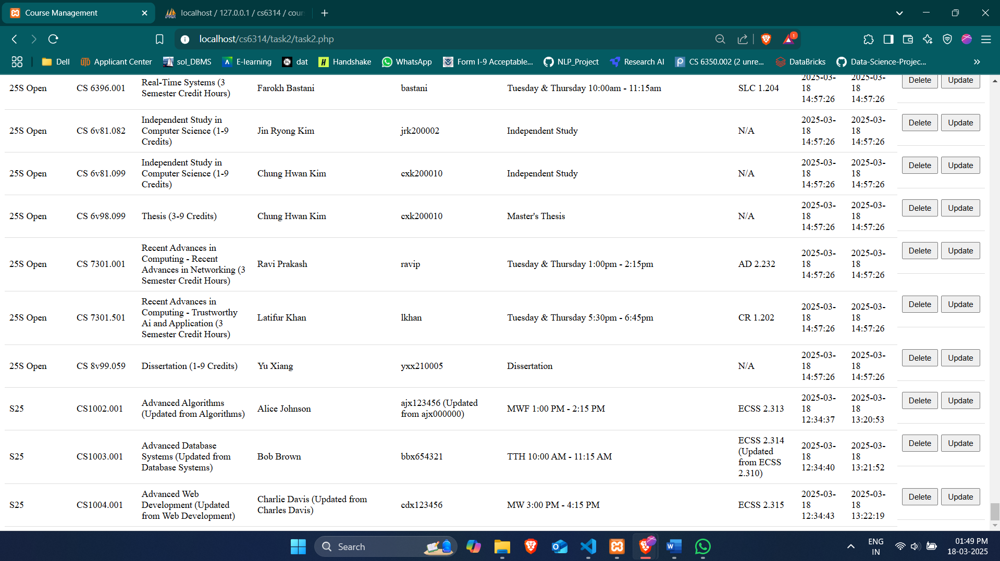 Course Management
localhost / 127.0.0.1 / cs6314 / cour
localhost/cs6314/task2/task2.php
1
Dell
Applicant Center
sol_DBMS
E-learning
dat
Handshake
WhatsApp
Form I-9 Acceptable...
NLP_Project
Research AI
CS 6350.002 (2 unre...
DataBricks
Data-Science-Projec...
25S Open
CS 6396.001
Real-Time Systems (3
Semester Credit Hours)
Farokh Bastani
bastani
Tuesday & Thursday 10:00am - 11:15am
SLC 1.204
2025-03-
18
14:57:26
2025-03-
18
14:57:26
Delete
Update
25S Open
CS 6v81.082
Independent Study in
Computer Science (1-9
Credits)
Jin Ryong Kim
jrk200002
Independent Study
N/A
2025-03-
18
14:57:26
2025-03-
18
14:57:26
Delete
Update
25S Open
CS 6v81.099
Independent Study in
Computer Science (1-9
Credits)
Chung Hwan Kim
cxk200010
Independent Study
N/A
2025-03-
18
14:57:26
2025-03-
18
14:57:26
Delete
Update
25S Open
CS 6v98.099
Thesis (3-9 Credits)
Chung Hwan Kim
cxk200010
Master's Thesis
N/A
2025-03-
18
14:57:26
2025-03-
18
14:57:26
Delete
Update
25S Open
CS 7301.001
Recent Advances in
Computing - Recent
Advances in Networking (3
Semester Credit Hours)
Ravi Prakash
ravip
Tuesday & Thursday 1:00pm - 2:15pm
AD 2.232
2025-03-
18
14:57:26
2025-03-
18
14:57:26
Delete
Update
25S Open
CS 7301.501
Recent Advances in
Computing - Trustworthy
Ai and Application (3
Semester Credit Hours)
Latifur Khan
lkhan
Tuesday & Thursday 5:30pm - 6:45pm
CR 1.202
2025-03-
18
14:57:26
2025-03-
18
14:57:26
Delete
Update
25S Open
CS 8v99.059
Dissertation (1-9 Credits)
Yu Xiang
yxx210005
Dissertation
N/A
2025-03-
18
14:57:26
2025-03-
18
14:57:26
Delete
Update
S25
CS1002.001
Advanced Algorithms
(Updated from Algorithms)
Alice Johnson
ajx123456 (Updated
from ajx000000)
MWF 1:00 PM - 2:15 PM
ECSS 2.313
2025-03-
18
12:34:37
2025-03-
18
13:20:53
Delete
Update
S25
CS1003.001
Advanced Database
Systems (Updated from
Database Systems)
Bob Brown
bbx654321
TTH 10:00 AM - 11:15 AM
ECSS 2.314
(Updated
from ECSS
2.310)
2025-03-
18
12:34:40
2025-03-
18
13:21:52
Delete
Update
S25
CS1004.001
Advanced Web
Development (Updated
from Web Development)
Charlie Davis (Updated from
Charles Davis)
cdx123456
MW 3:00 PM - 4:15 PM
ECSS 2.315
2025-03-
18
12:34:43
2025-03-
18
13:22:19
Delete
Update
Search
ENG
IN
01:49 PM
18-03-2025